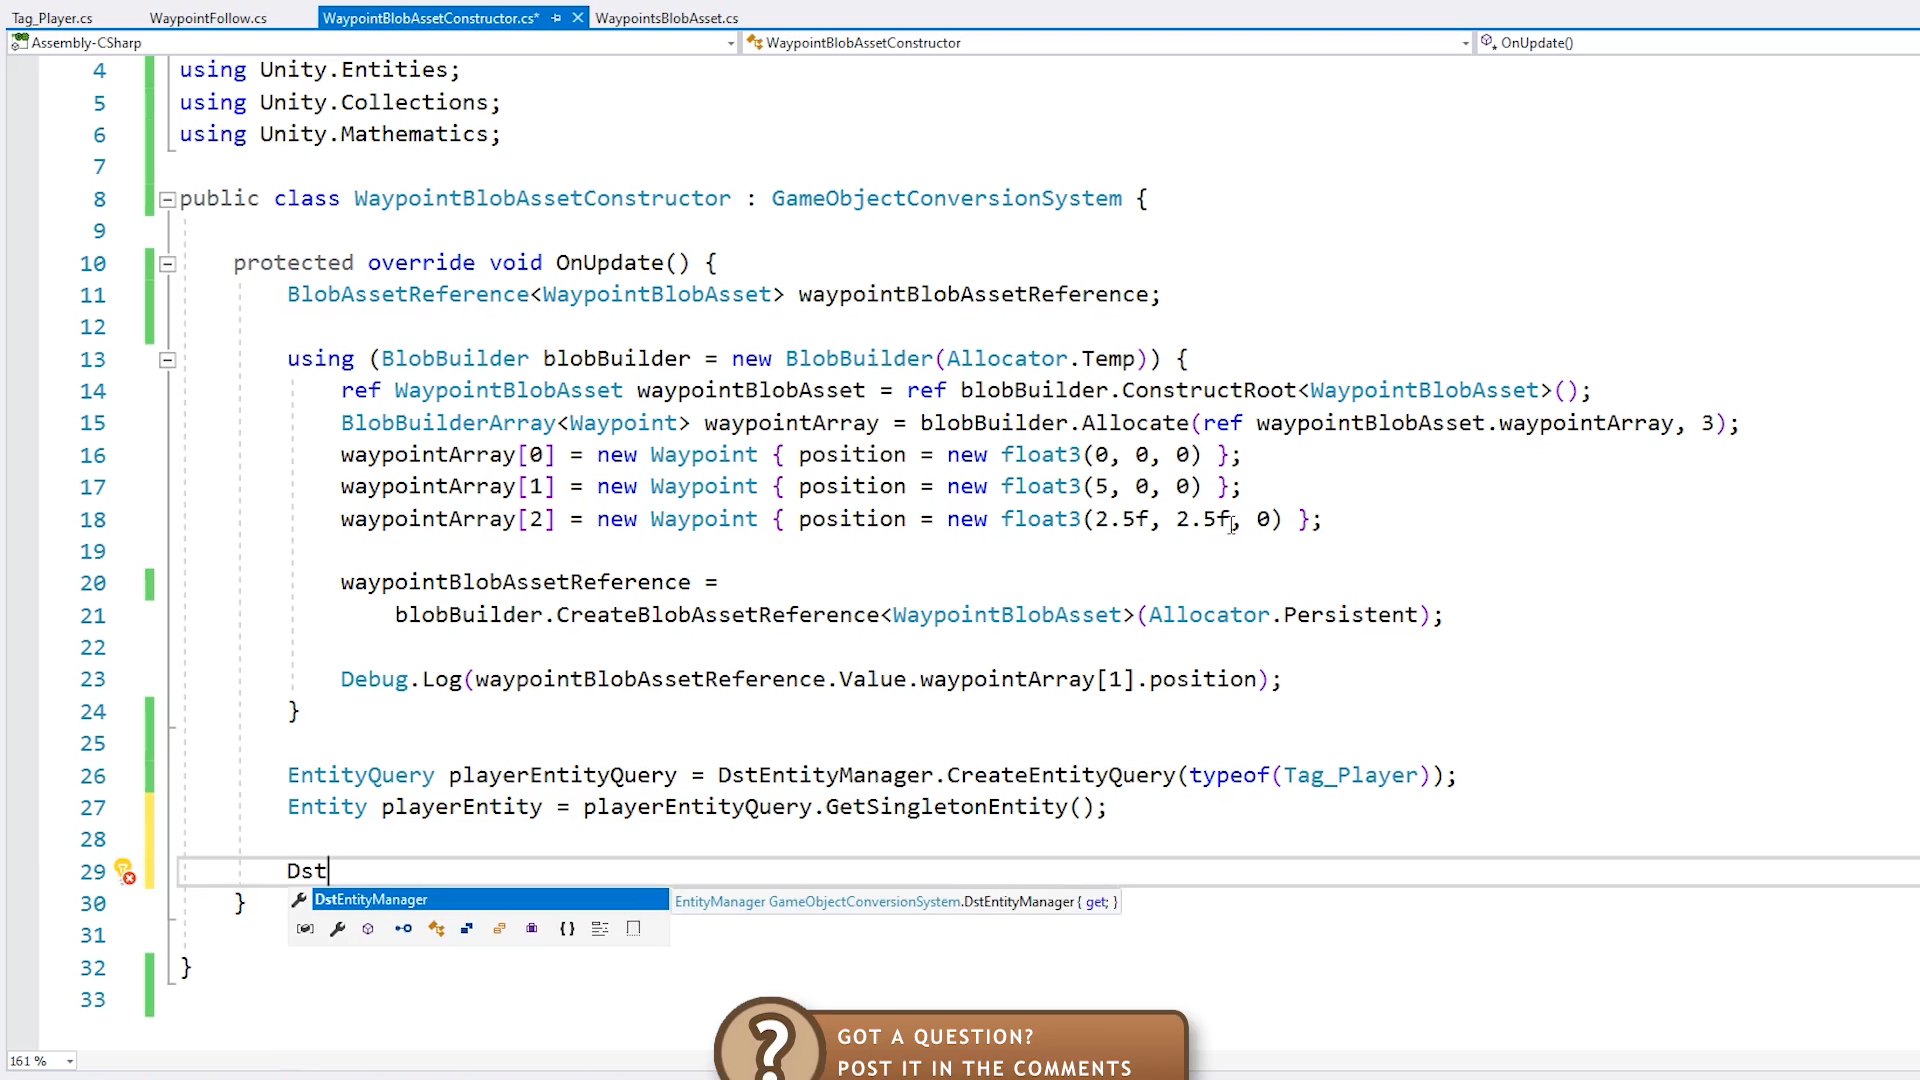 Tag_Player.cs WaypointFollow.cs WaypointBlobAssetConstructor.cs* WaypointsBlobAsset.cs
Assembly-CSharp WaypointBlobAssetConstructor OnUpdate()
4 using Unity.Entities;
5 using Unity.Collections;
6 using Unity.Mathematics;
7
8 public class WaypointBlobAssetConstructor : GameObjectConversionSystem {
9
10 protected override void OnUpdate() {
11 BlobAssetReference<WaypointBlobAsset> waypointBlobAssetReference;
12
13 using (BlobBuilder blobBuilder = new BlobBuilder(Allocator.Temp)) {
14 ref WaypointBlobAsset waypointBlobAsset = ref blobBuilder.ConstructRoot<WaypointBlobAsset>();
15 BlobBuilderArray<Waypoint> waypointArray = blobBuilder.Allocate(ref waypointBlobAsset.waypointArray, 3);
16 waypointArray[0] = new Waypoint { position = new float3(0, 0, 0) };
17 waypointArray[1] = new Waypoint { position = new float3(5, 0, 0) };
18 waypointArray[2] = new Waypoint { position = new float3(2.5f, 2.5f, 0) };
19
20 waypointBlobAssetReference =
21 blobBuilder.CreateBlobAssetReference<WaypointBlobAsset>(Allocator.Persistent);
22
23 Debug.Log(waypointBlobAssetReference.Value.waypointArray[1].position);
24 }
25
26 EntityQuery playerEntityQuery = DstEntityManager.CreateEntityQuery(typeof(Tag_Player));
27 Entity playerEntity = playerEntityQuery.GetSingletonEntity();
28
29 Dst
DstEntityManager EntityManager GameObjectConversionSystem.DstEntityManager { get; }
30 }
31
32 }
33
GOT A QUESTION?
POST IT IN THE COMMENTS
161 %